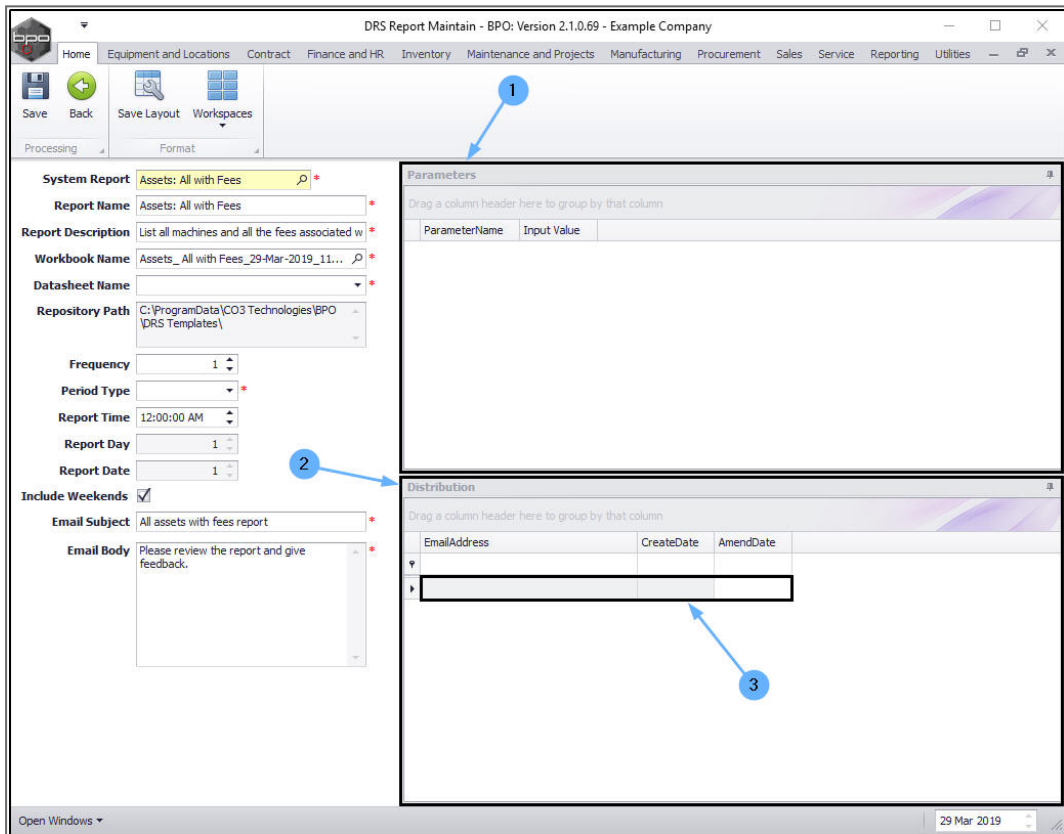 DRS Report Maintain - BPO: Version 2.1.0.69 - Example Company
bpo
Home Equipment and Locations Contract Finance and HR Inventory Maintenance and Projects Manufacturing Procurement Sales Service Reporting Utilities
Save Back Save Layout Workspaces
Processing Format
1
System Report Assets: All with Fees *
Report Name Assets: All with Fees *
Report Description List all machines and all the fees associated w *
Workbook Name Assets_ All with Fees_29-Mar-2019_11... *
Datasheet Name *
Repository Path C:\ProgramData\CO3 Technologies\BPO
\DRS Templates\
Frequency 1
Period Type *
Report Time 12:00:00 AM
Report Day 1
Report Date 1
Include Weekends
Email Subject All assets with fees report *
Email Body Please review the report and give *
feedback.
Parameters
Drag a column header here to group by that column
ParameterName Input Value
2
Distribution
Drag a column header here to group by that column
EmailAddress CreateDate AmendDate
3
Open Windows 29 Mar 2019